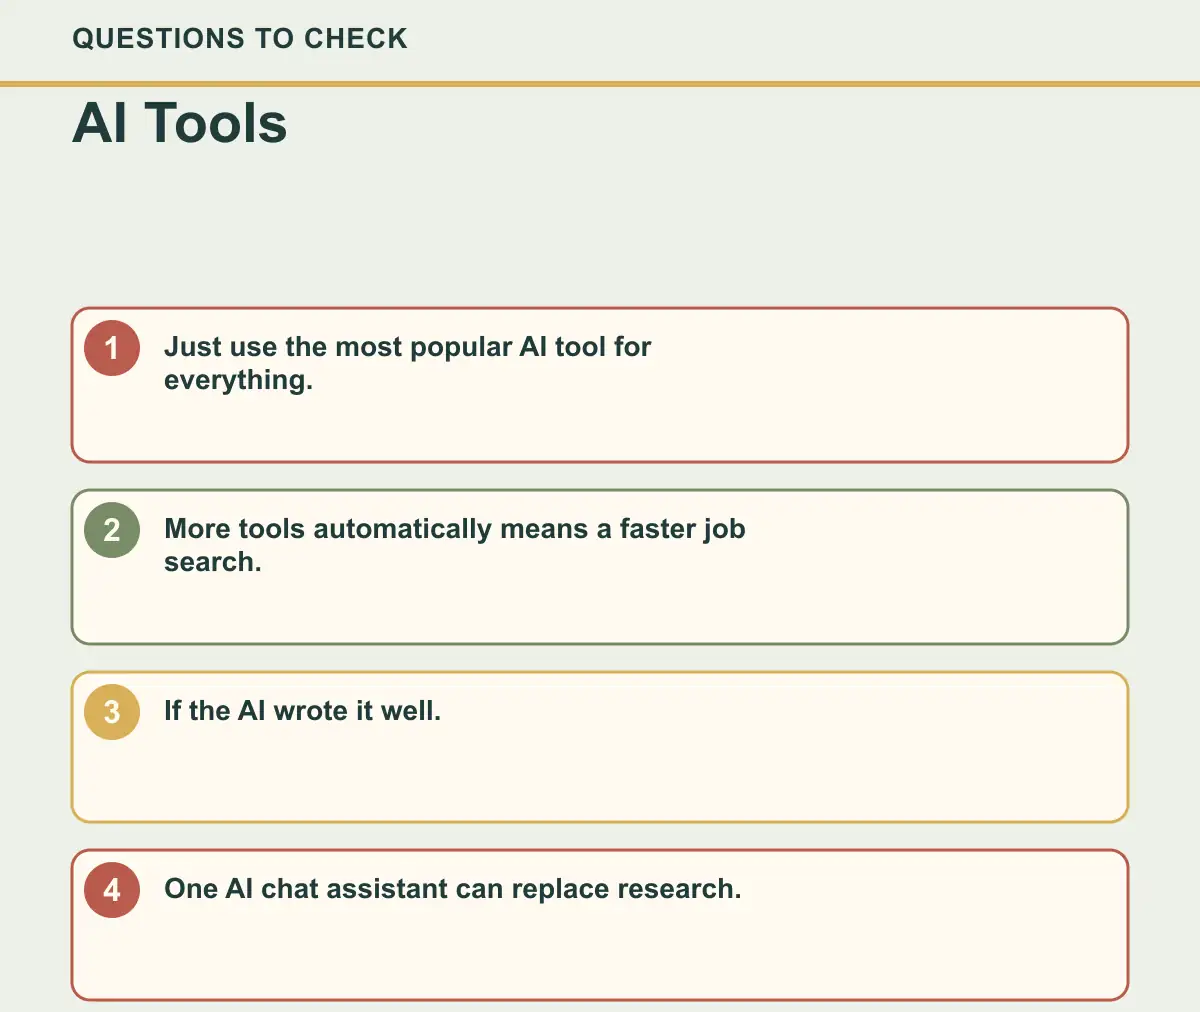 QUESTIONS TO CHECK
AI Tools
1
Just use the most popular AI tool for
everything.
2
More tools automatically means a faster job
search.
3
If the AI wrote it well.
4
One AI chat assistant can replace research.